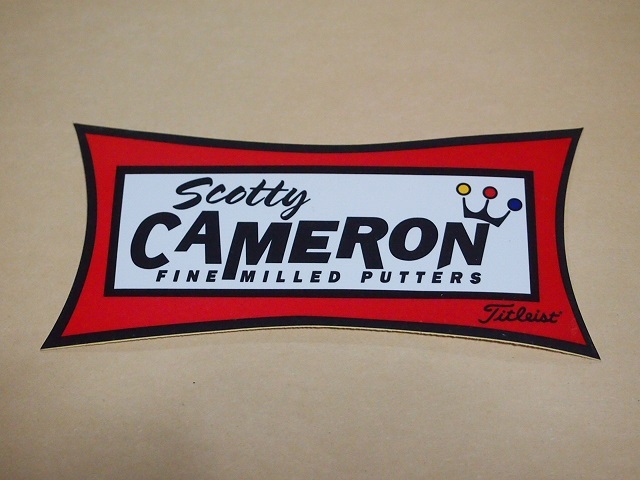 Scotty
CAMERON
FINE MILLED PUTTERS
Titleist